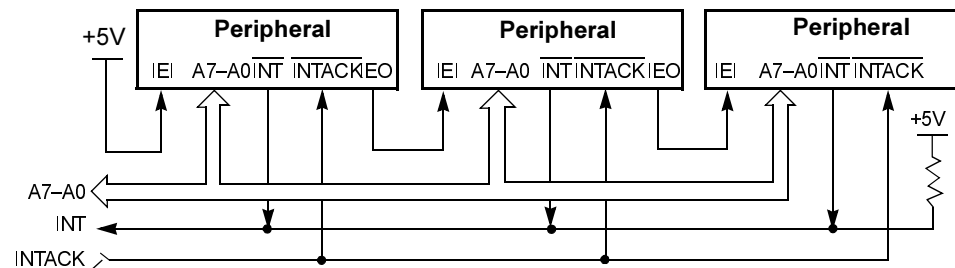 Peripheral Peripheral Peripheral
+5V
IEI A7–A0 INT INTACK IEO IEI A7–A0 INT INTACK IEO IEI A7–A0 INT INTACK
+5V
A7–A0
INT
INTACK